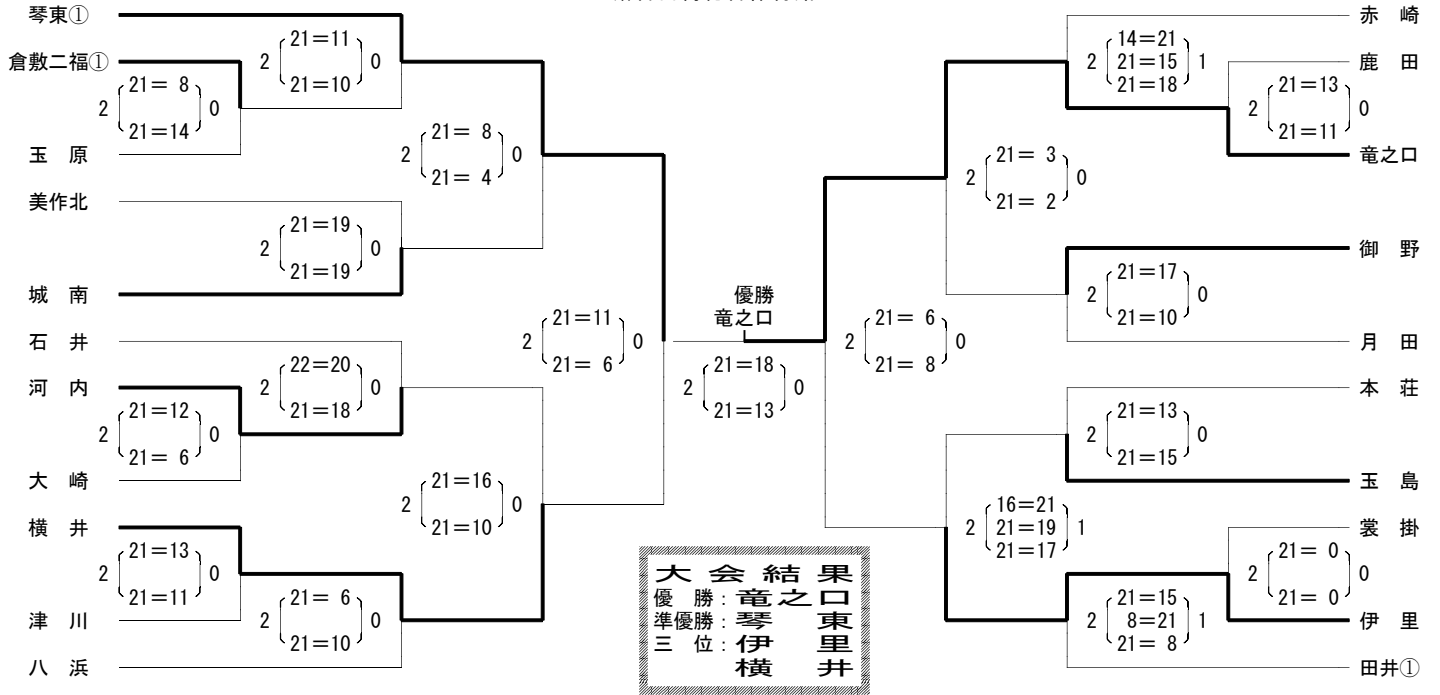 琴東①
倉敷二福①
玉 原
美作北
城 南
石 井
河 内
大 崎
横 井
津 川
八 浜
2 21= 8 0
21=14
2 21=11 0
21=10
2 21=19 0
21=19
2 21=12 0
21= 6
2 22=20 0
21=18
2 21=13 0
21=11
2 21= 6 0
21=10
2 21= 8 0
21= 4
2 21=16 0
21=10
2 21=11 0
21= 6
優勝
竜之口
2 21=18 0
21=13
2 21= 6 0
21= 8
2 21= 3 0
21= 2
16=21
2 21=19 1
21=17
14=21
2 21=15 1
21=18
2 21=17 0
21=10
2 21=13 0
21=15
21=15
2 8=21 1
21= 8
2 21=13 0
21=11
2 21= 0 0
21= 0
赤 崎
鹿 田
竜之口
御 野
月 田
本 荘
玉 島
裳 掛
伊 里
田井①
大会結果
優 勝：竜之口
準優勝：琴 東
三 位：伊 里
横 井